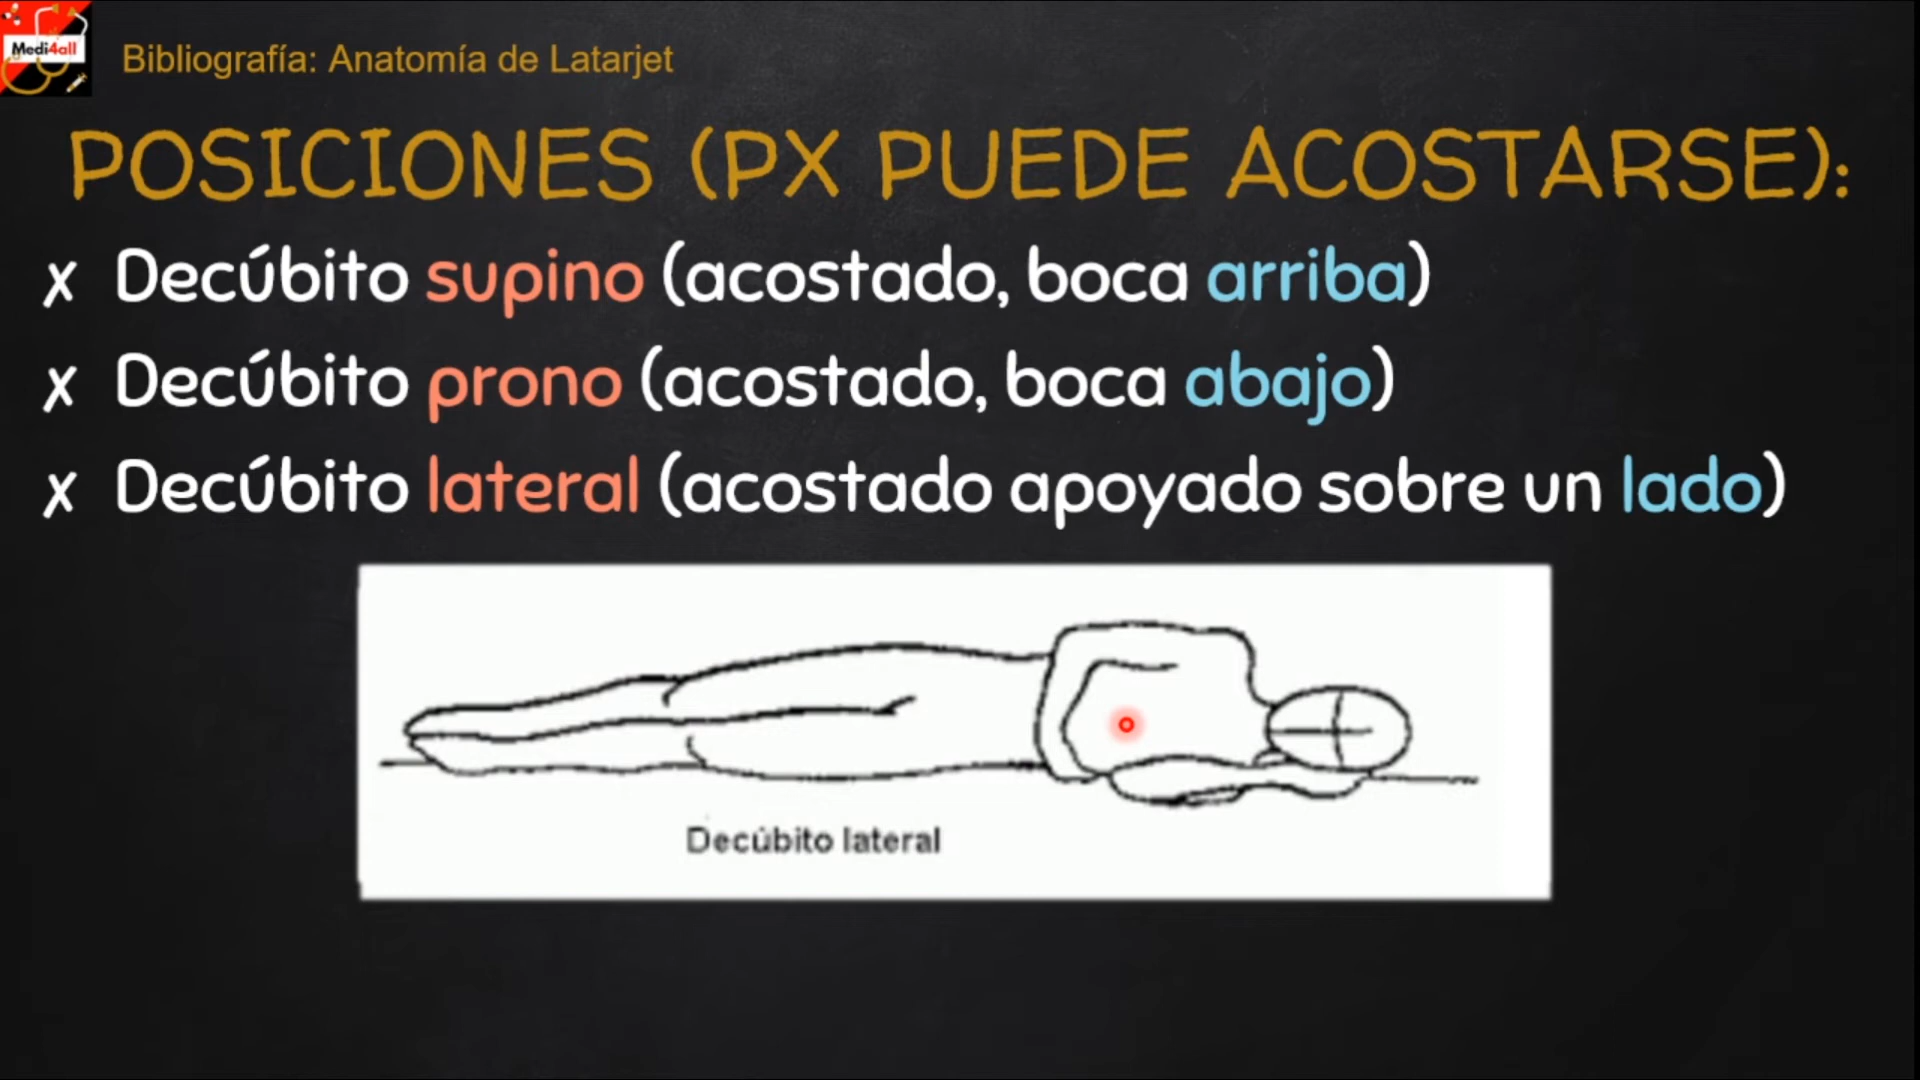 Medi4all
Bibliografía: Anatomía de Latarjet
POSICIONES (PX PUEDE ACOSTARSE):
✗ Decúbito supino (acostado, boca arriba)
✗ Decúbito prono (acostado, boca abajo)
✗ Decúbito lateral (acostado apoyado sobre un lado)
Decúbito lateral